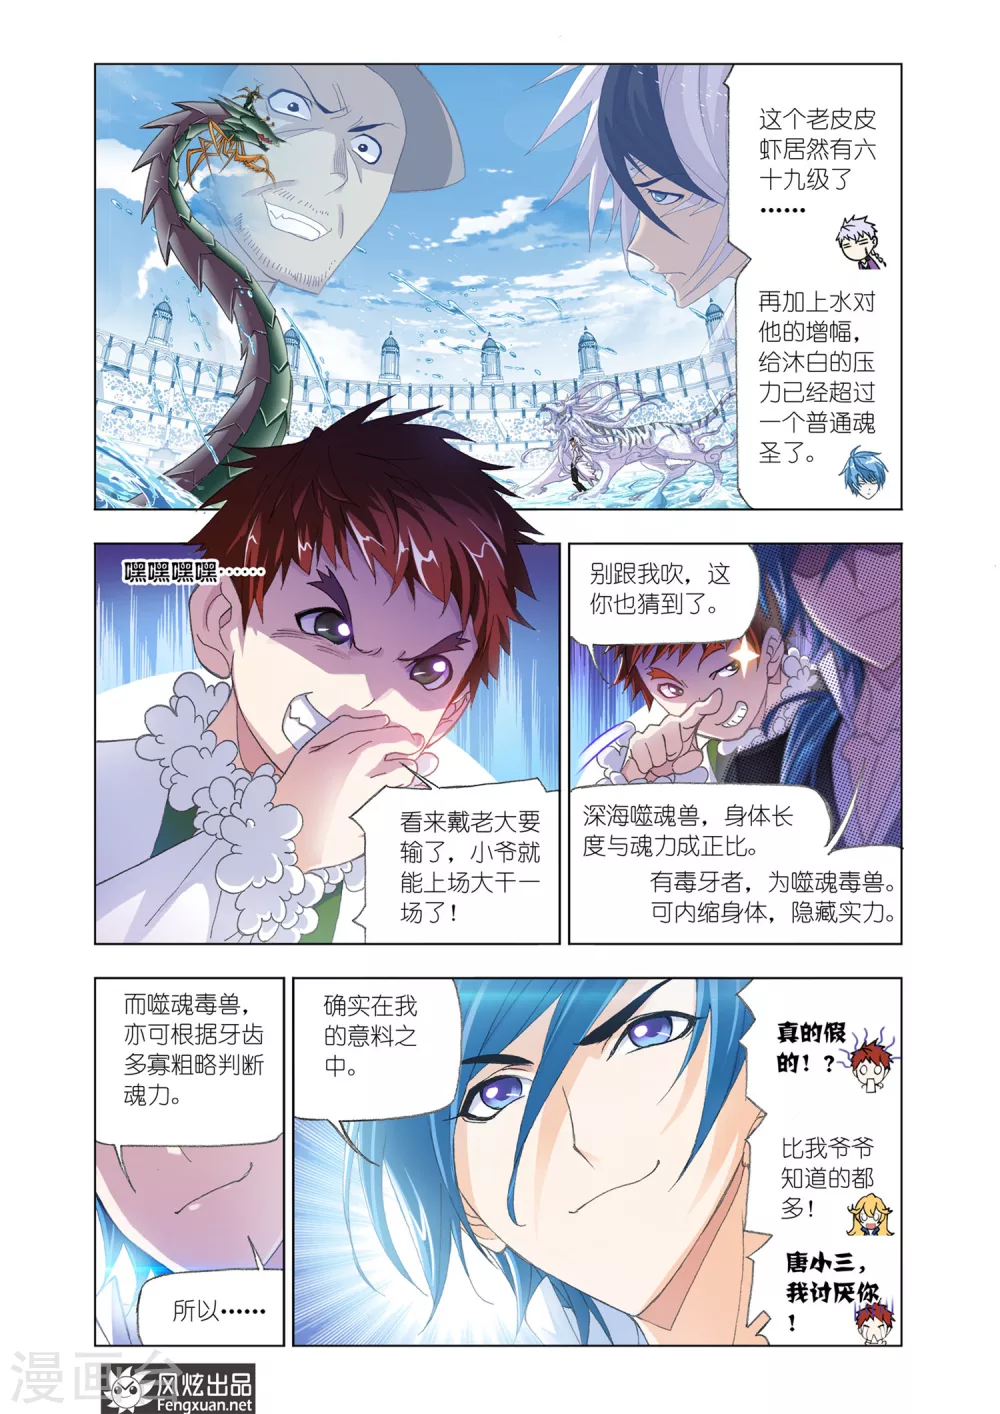 这个老皮皮
虾居然有六
十九级了
……
再加上水对
他的增幅，
给沐白的压
力已经超过
一个普通魂
圣了。
嘿嘿嘿嘿……
看来戴老大要
输了，小爷就
能上场大干一
场了！
别跟我吹，这
你也猜到了。
深海噬魂兽，身体长
度与魂力成正比。
有毒牙者，为噬魂毒兽。
可内缩身体，隐藏实力。
而噬魂毒兽，
亦可根据牙齿
多寡粗略判断
魂力。
所以……
确实在我
的意料之
中。
真的假
的！？
比我爷爷
知道的都
多！
唐小三，
我讨厌你
！
漫画台
风炫出品
Fengxuan.net